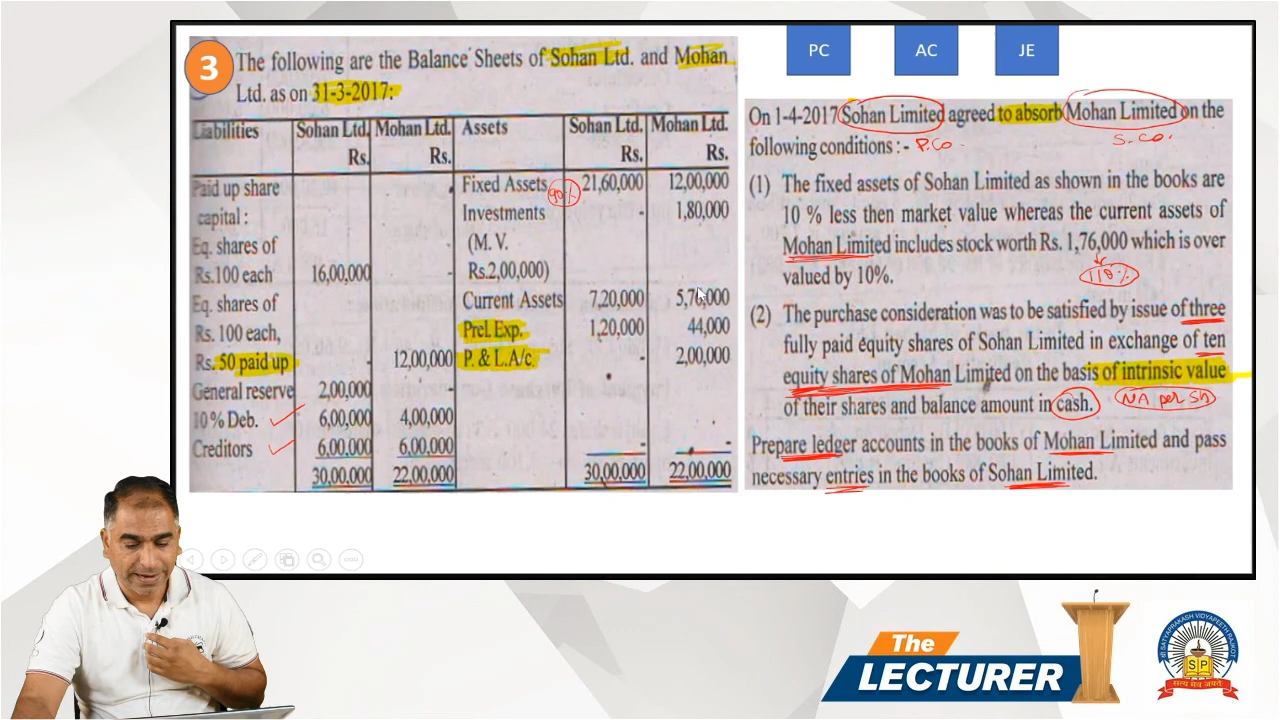 3
The following are the Balance Sheets of Sohan Ltd. and Mohan
Ltd. as on 31-3-2017:
Liabilities Sohan Ltd. Mohan Ltd. Assets Sohan Ltd. Mohan Ltd.
Rs. Rs. Rs. Rs.
Paid up share - Fixed Assets 90% 21,60,000 12,00,000
capital : Investments - 1,80,000
Eq. shares of - (M. V.
Rs.100 each 16,00,000 - Rs.2,00,000)
Eq. shares of Current Assets 7,20,000 5,76,000
Rs. 100 each, Prel. Exp. 1,20,000 44,000
Rs. 50 paid up - 12,00,000 P. & L.A/c. - 2,00,000
General reserve 2,00,000 -
10 % Deb. 6,00,000 4,00,000
Creditors 6,00,000 6,00,000 - -
30,00,000 22,00,000 30,00,000 22,00,000
PC AC JE
On 1-4-2017 Sohan Limited agreed to absorb Mohan Limited on the
following conditions : - P.Co. S.Co.
(1) The fixed assets of Sohan Limited as shown in the books are
10 % less then market value whereas the current assets of
Mohan Limited includes stock worth Rs. 1,76,000 which is over
valued by 10%. 110%
(2) The purchase consideration was to be satisfied by issue of three
fully paid equity shares of Sohan Limited in exchange of ten
equity shares of Mohan Limited on the basis of intrinsic value
of their shares and balance amount in cash. NA per Sh
Prepare ledger accounts in the books of Mohan Limited and pass
necessary entries in the books of Sohan Limited.
The
LECTURER
SP
सत्यं मेव जयते